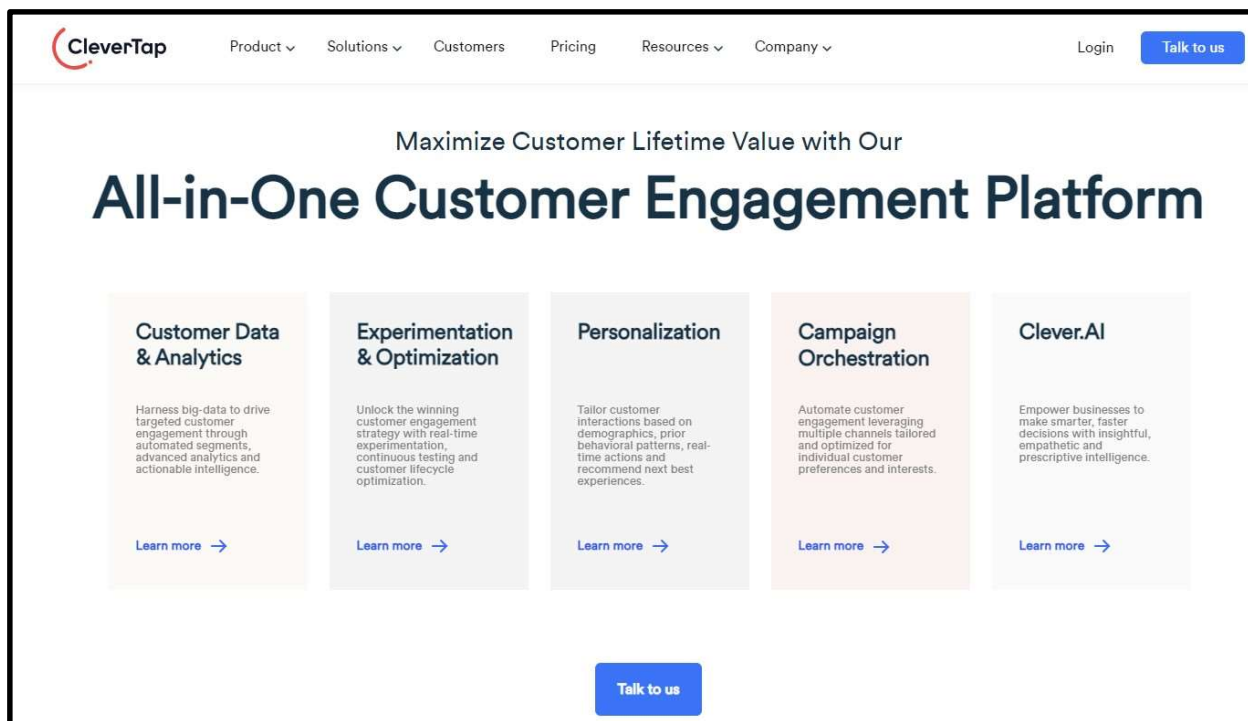 CleverTap
Product
Solutions
Customers
Pricing
Resources
Company
Login
Talk to us
Maximize Customer Lifetime Value with Our
All-in-One Customer Engagement Platform
Customer Data
& Analytics
Harness big-data to drive
targeted customer
engagement through
automated segments,
advanced analytics and
actionable intelligence.
Learn more →
Experimentation
& Optimization
Unlock the winning
customer engagement
strategy with real-time
experimentation,
continuous testing and
customer lifecycle
optimization.
Learn more →
Personalization
Tailor customer
interactions based on
demographics, prior
behavioral patterns, real-
time actions and
recommend next best
experiences.
Learn more →
Campaign
Orchestration
Automate customer
engagement leveraging
multiple channels tailored
and optimized for
individual customer
preferences and interests.
Learn more →
Clever.AI
Empower businesses to
make smarter, faster
decisions with insightful,
empathetic and
prescriptive intelligence.
Learn more →
Talk to us